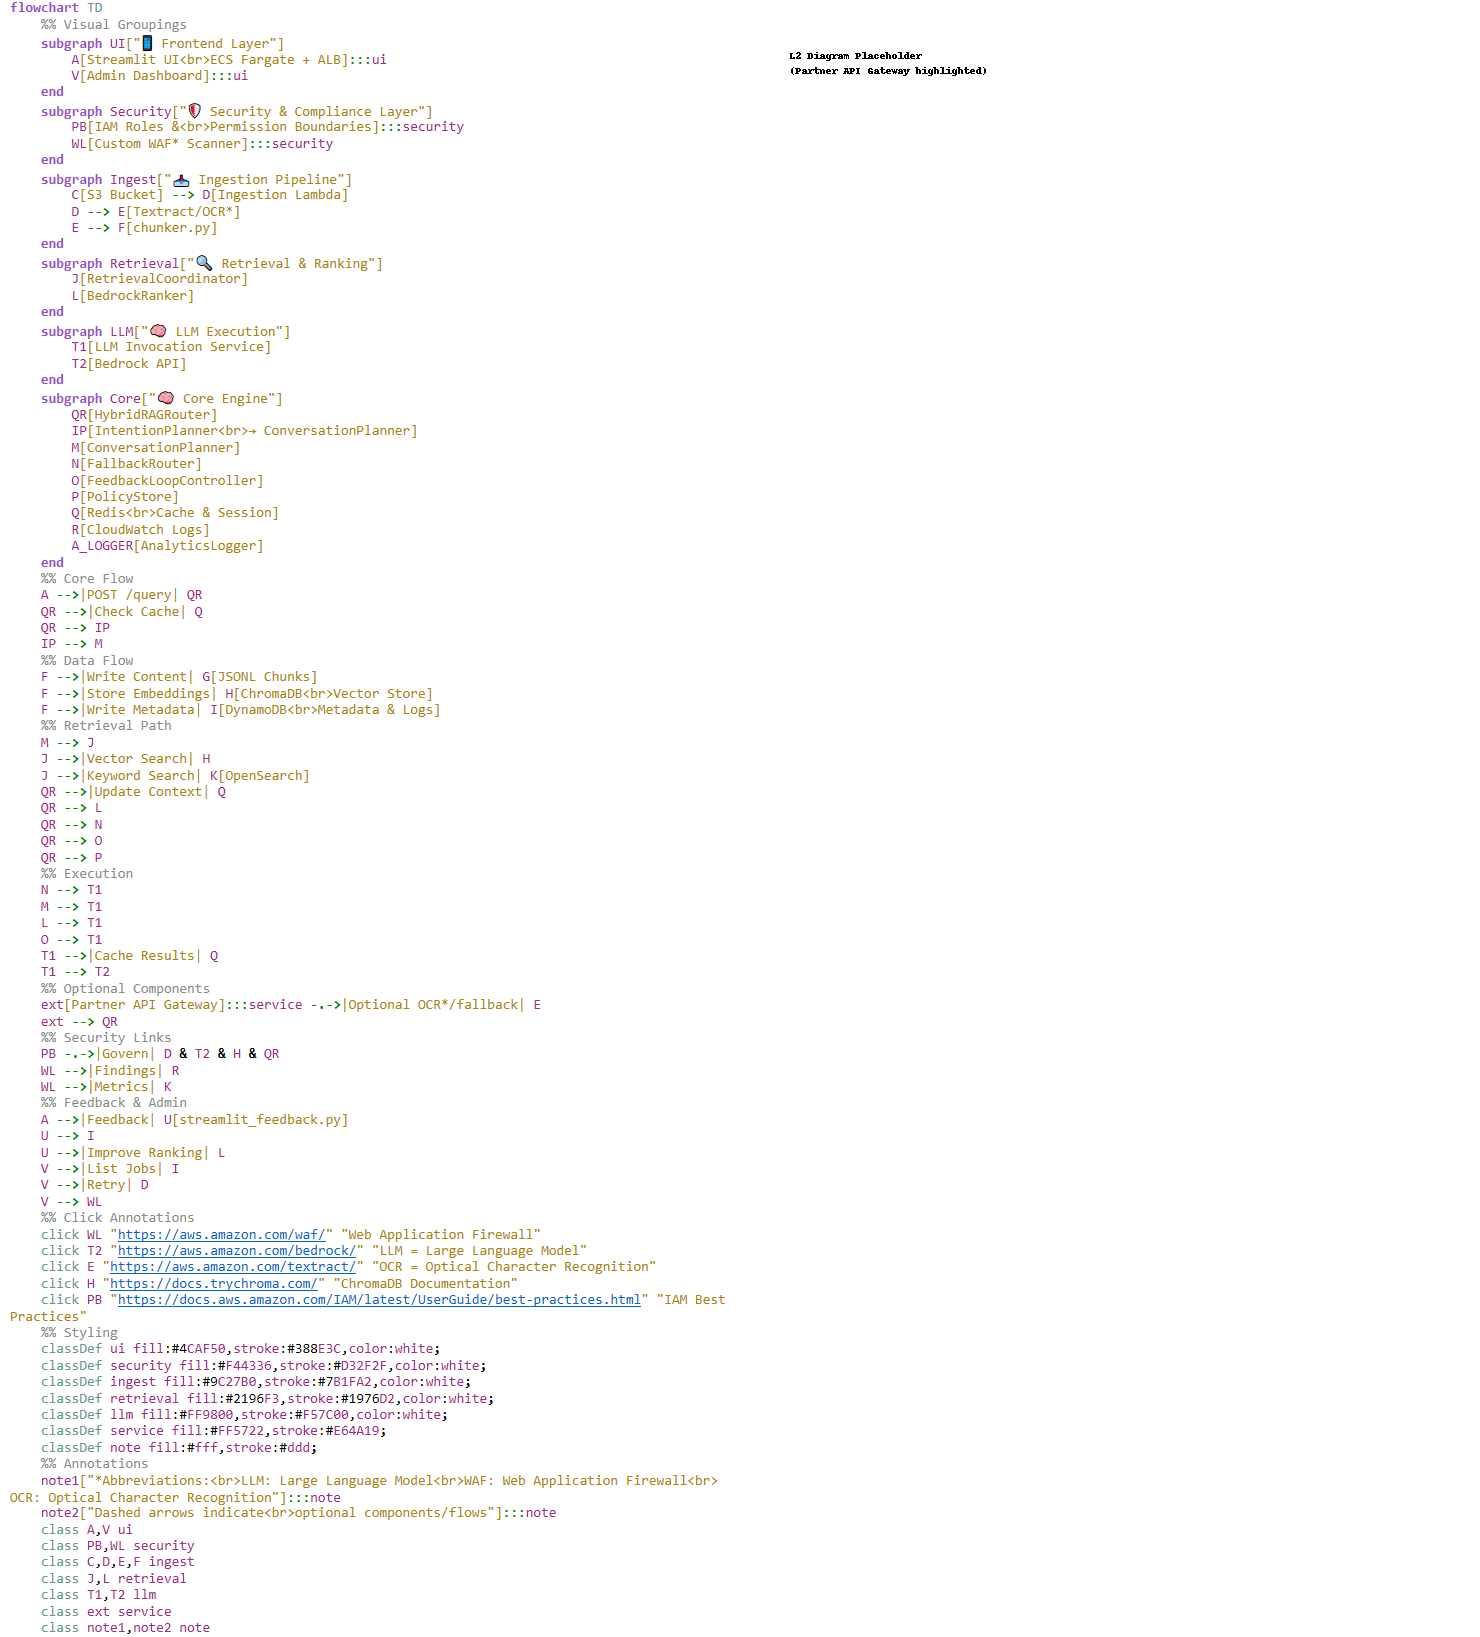 flowchart TD
    %% Visual Groupings
    subgraph UI["📱 Frontend Layer"]
        A[Streamlit UI<br>ECS Fargate + ALB]:::ui
        V[Admin Dashboard]:::ui
    end
    subgraph Security["🛡️ Security & Compliance Layer"]
        PB[IAM Roles &<br>Permission Boundaries]:::security
        WL[Custom WAF* Scanner]:::security
    end
    subgraph Ingest["📥 Ingestion Pipeline"]
        C[S3 Bucket] --> D[Ingestion Lambda]
        D --> E[Textract/OCR*]
        E --> F[chunker.py]
    end
    subgraph Retrieval["🔍 Retrieval & Ranking"]
        J[RetrievalCoordinator]
        L[BedrockRanker]
    end
    subgraph LLM["🧠 LLM Execution"]
        T1[LLM Invocation Service]
        T2[Bedrock API]
    end
    subgraph Core["🧠 Core Engine"]
        QR[HybridRAGRouter]
        IP[IntentionPlanner<br>→ ConversationPlanner]
        M[ConversationPlanner]
        N[FallbackRouter]
        O[FeedbackLoopController]
        P[PolicyStore]
        Q[Redis<br>Cache & Session]
        R[CloudWatch Logs]
        A_LOGGER[AnalyticsLogger]
    end
    %% Core Flow
    A -->|POST /query| QR
    QR -->|Check Cache| Q
    QR --> IP
    IP --> M
    %% Data Flow
    F -->|Write Content| G[JSONL Chunks]
    F -->|Store Embeddings| H[ChromaDB<br>Vector Store]
    F -->|Write Metadata| I[DynamoDB<br>Metadata & Logs]
    %% Retrieval Path
    M --> J
    J -->|Vector Search| H
    J -->|Keyword Search| K[OpenSearch]
    QR -->|Update Context| Q
    QR --> L
    QR --> N
    QR --> O
    QR --> P
    %% Execution
    N --> T1
    M --> T1
    L --> T1
    O --> T1
    T1 -->|Cache Results| Q
    T1 --> T2
    %% Optional Components
    ext[Partner API Gateway]:::service -.->|Optional OCR*/fallback| E
    ext --> QR
    %% Security Links
    PB -.->|Govern| D & T2 & H & QR
    WL -->|Findings| R
    WL -->|Metrics| K
    %% Feedback & Admin
    A -->|Feedback| U[streamlit_feedback.py]
    U --> I
    U -->|Improve Ranking| L
    V -->|List Jobs| I
    V -->|Retry| D
    V --> WL
    %% Click Annotations
    click WL "https://aws.amazon.com/waf/" "Web Application Firewall"
    click T2 "https://aws.amazon.com/bedrock/" "LLM = Large Language Model"
    click E "https://aws.amazon.com/textract/" "OCR = Optical Character Recognition"
    click H "https://docs.trychroma.com/" "ChromaDB Documentation"
    click PB "https://docs.aws.amazon.com/IAM/latest/UserGuide/best-practices.html" "IAM Best
Practices"
    %% Styling
    classDef ui fill:#4CAF50,stroke:#388E3C,color:white;
    classDef security fill:#F44336,stroke:#D32F2F,color:white;
    classDef ingest fill:#9C27B0,stroke:#7B1FA2,color:white;
    classDef retrieval fill:#2196F3,stroke:#1976D2,color:white;
    classDef llm fill:#FF9800,stroke:#F57C00,color:white;
    classDef service fill:#FF5722,stroke:#E64A19;
    classDef note fill:#fff,stroke:#ddd;
    %% Annotations
    note1["*Abbreviations:<br>LLM: Large Language Model<br>WAF: Web Application Firewall<br>
OCR: Optical Character Recognition"]:::note
    note2["Dashed arrows indicate<br>optional components/flows"]:::note
    class A,V ui
    class PB,WL security
    class C,D,E,F ingest
    class J,L retrieval
    class T1,T2 llm
    class ext service
    class note1,note2 note
L2 Diagram Placeholder
(Partner API Gateway highlighted)